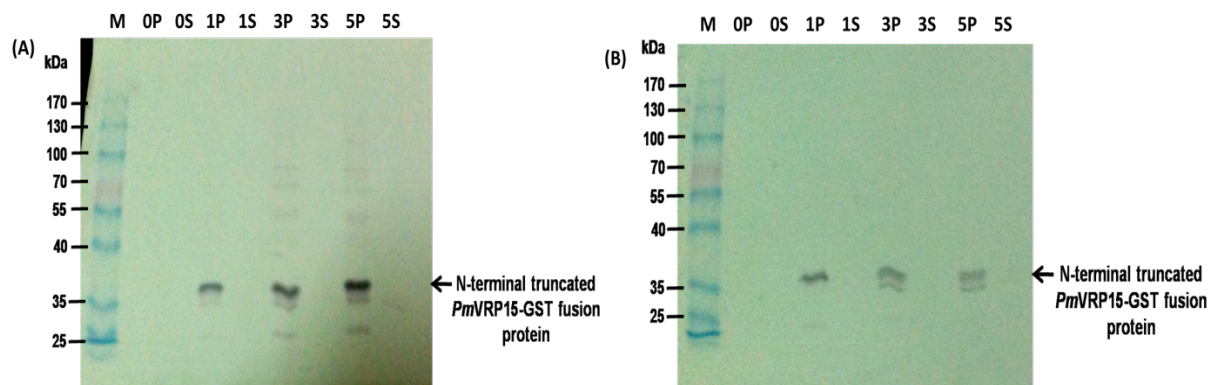 M 0P 0S 1P 1S 3P 3S 5P 5S
(A)
kDa
170
130
100
70
55
40
35
25
N-terminal truncated
PmVRP15-GST fusion
protein
M 0P 0S 1P 1S 3P 3S 5P 5S
(B)
kDa
170
130
100
70
55
40
35
25
N-terminal truncated
PmVRP15-GST fusion
protein